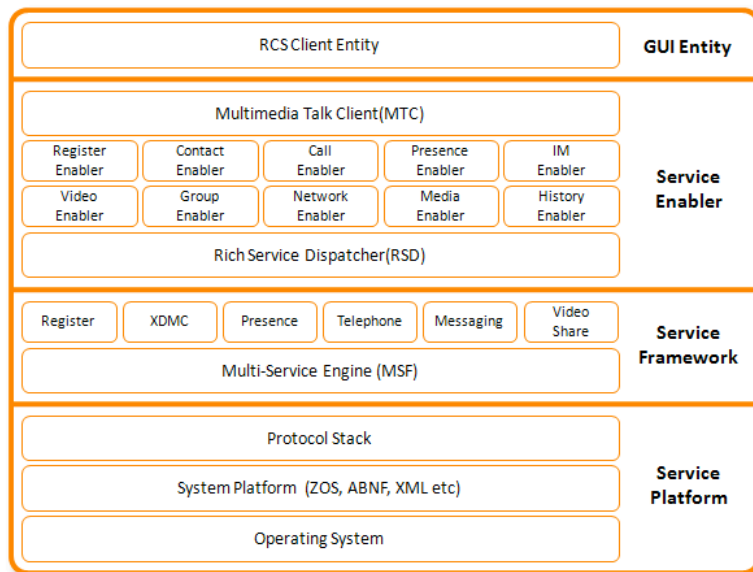 RCS Client Entity
GUI Entity
Multimedia Talk Client(MTC)
Register
Enabler
Contact
Enabler
Call
Enabler
Presence
Enabler
IM
Enabler
Video
Enabler
Group
Enabler
Network
Enabler
Media
Enabler
History
Enabler
Rich Service Dispatcher(RSD)
Service
Enabler
Register
XDMC
Presence
Telephone
Messaging
Video
Share
Multi-Service Engine (MSF)
Service
Framework
Protocol Stack
System Platform (ZOS, ABNF, XML etc)
Operating System
Service
Platform